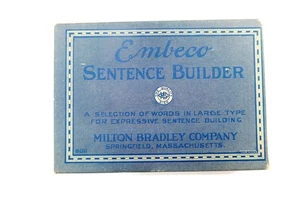 Embeco
SENTENCE BUILDER
A SELECTION OF WORDS IN LARGE TYPE
FOR EXPRESSIVE SENTENCE BUILDING
MILTON BRADLEY COMPANY
SPRINGFIELD, MASSACHUSETTS